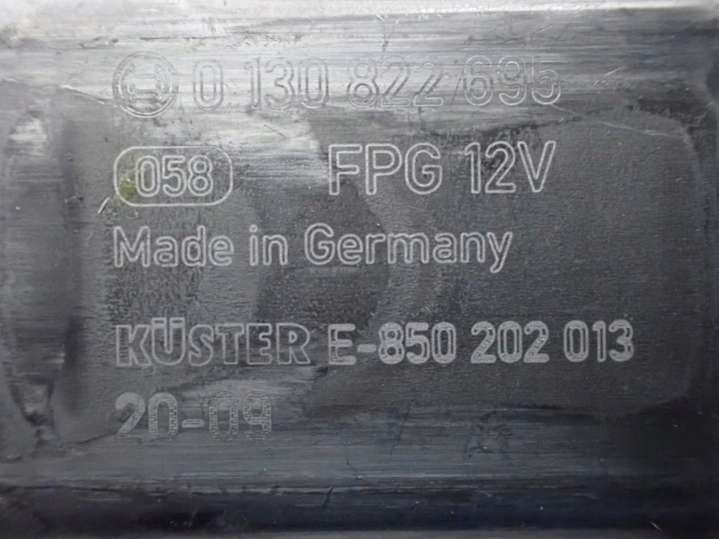 0 130 822 695
058 FPG 12V
Made in Germany
KÜSTER E-850 202 013
20-09